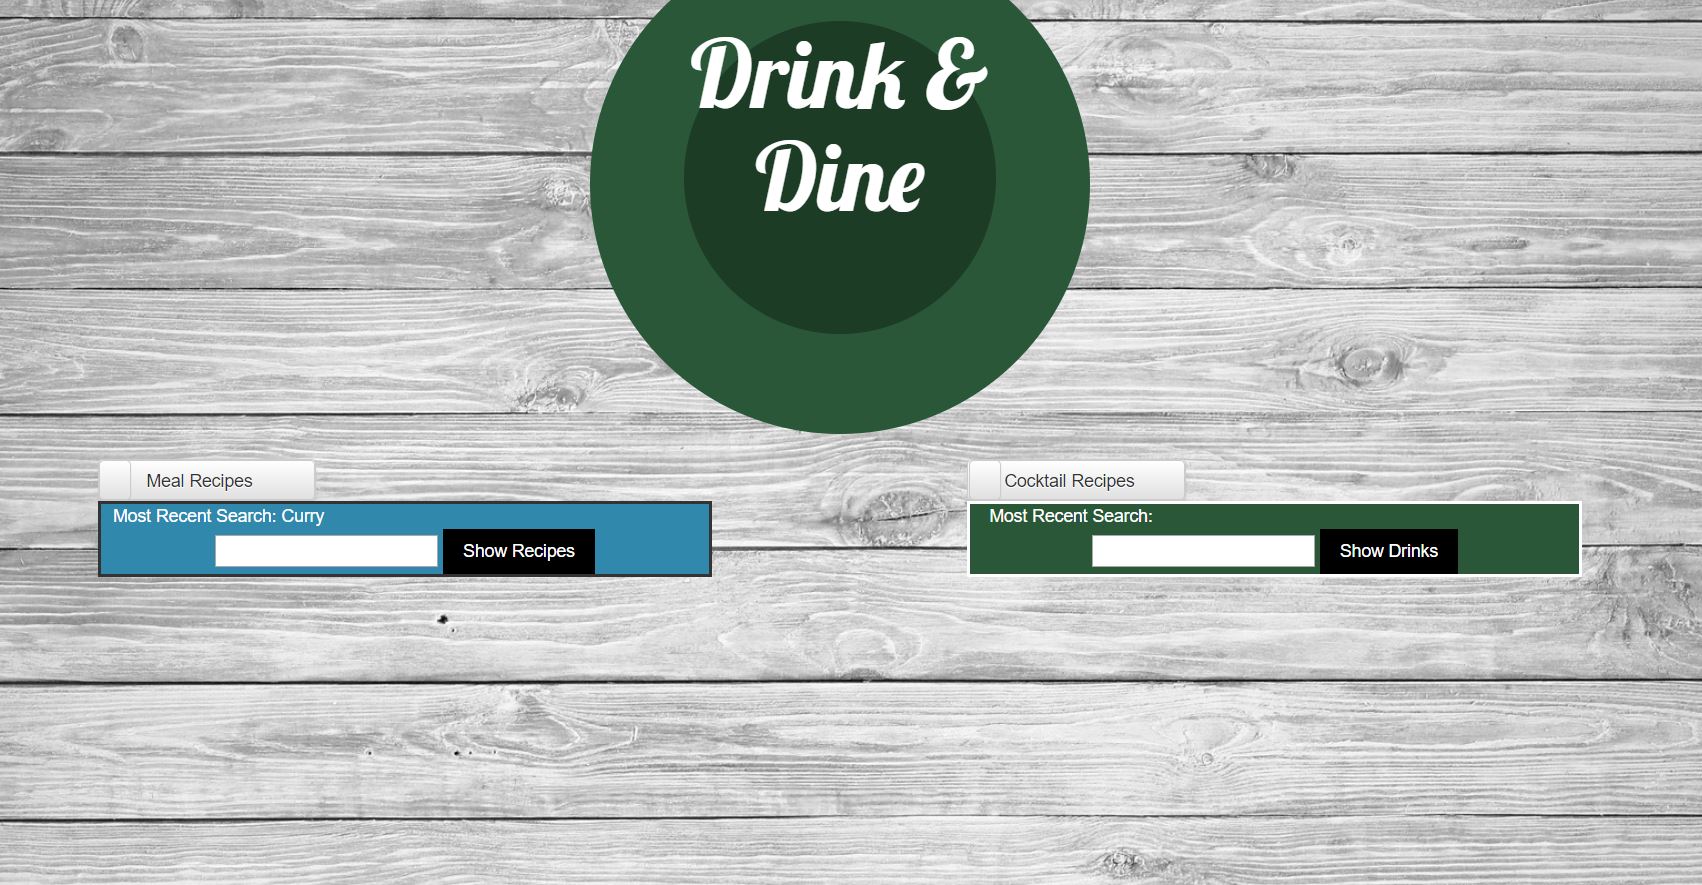 Drink &
Dine
Meal Recipes
Most Recent Search: Curry
Show Recipes
Cocktail Recipes
Most Recent Search:
Show Drinks